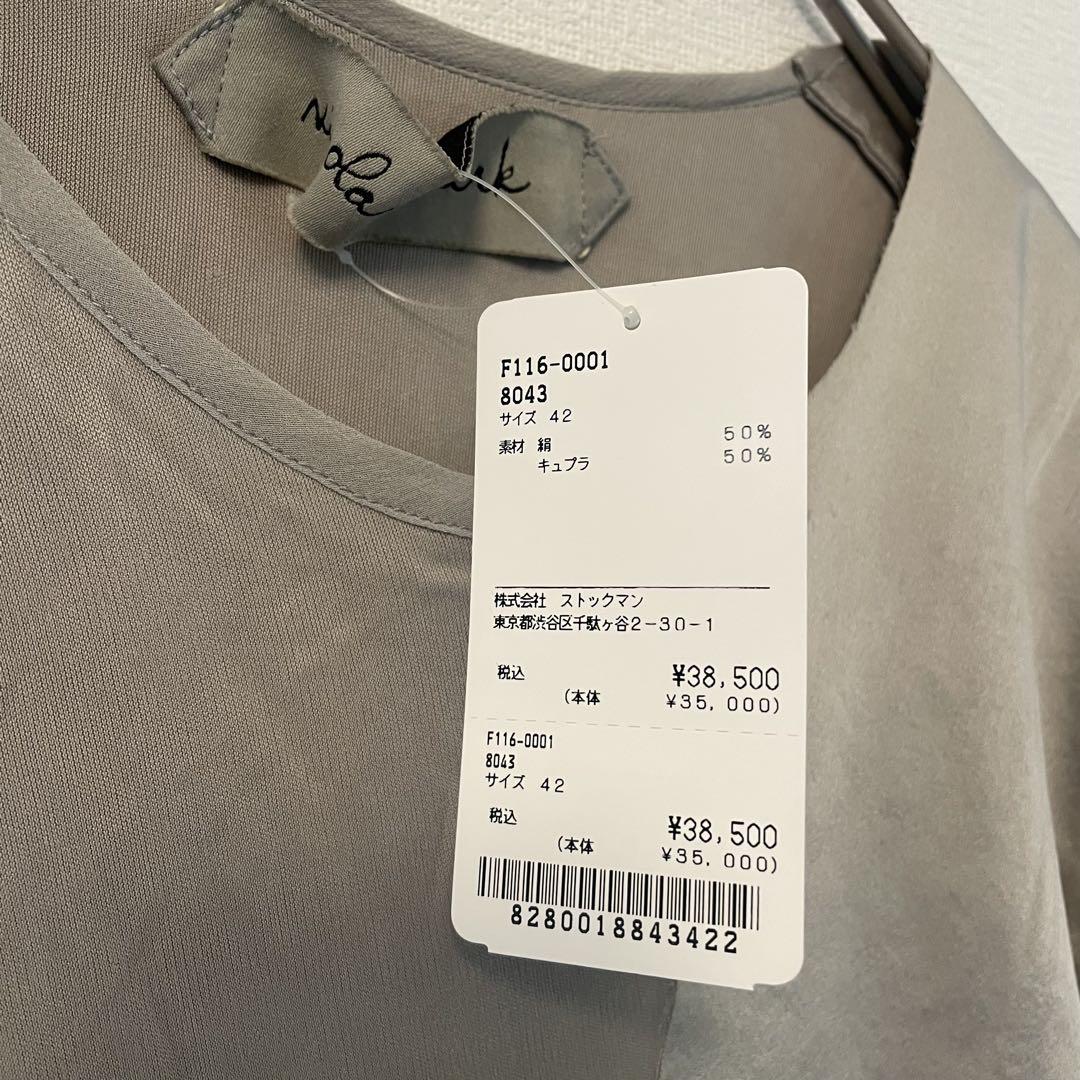 ola
F116-0001
8043
サイズ 42
素材 絹 50%
キュプラ 50%
株式会社 ストックマン
東京都渋谷区千駄ヶ谷2-30-1
税込 ¥38,500
(本体 ¥35,000)
F116-0001
8043
サイズ 42
税込 ¥38,500
(本体 ¥35,000)
8280018843422